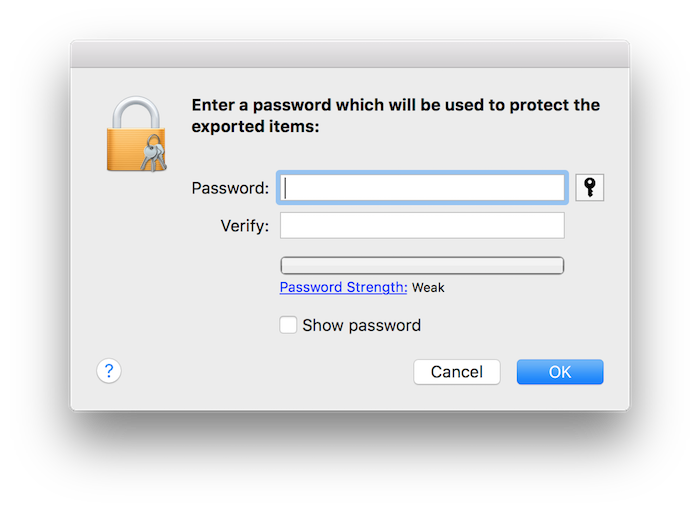 Enter a password which will be used to protect the
exported items:
Password:
Verify:
Password Strength: Weak
Show password
?
Cancel
OK